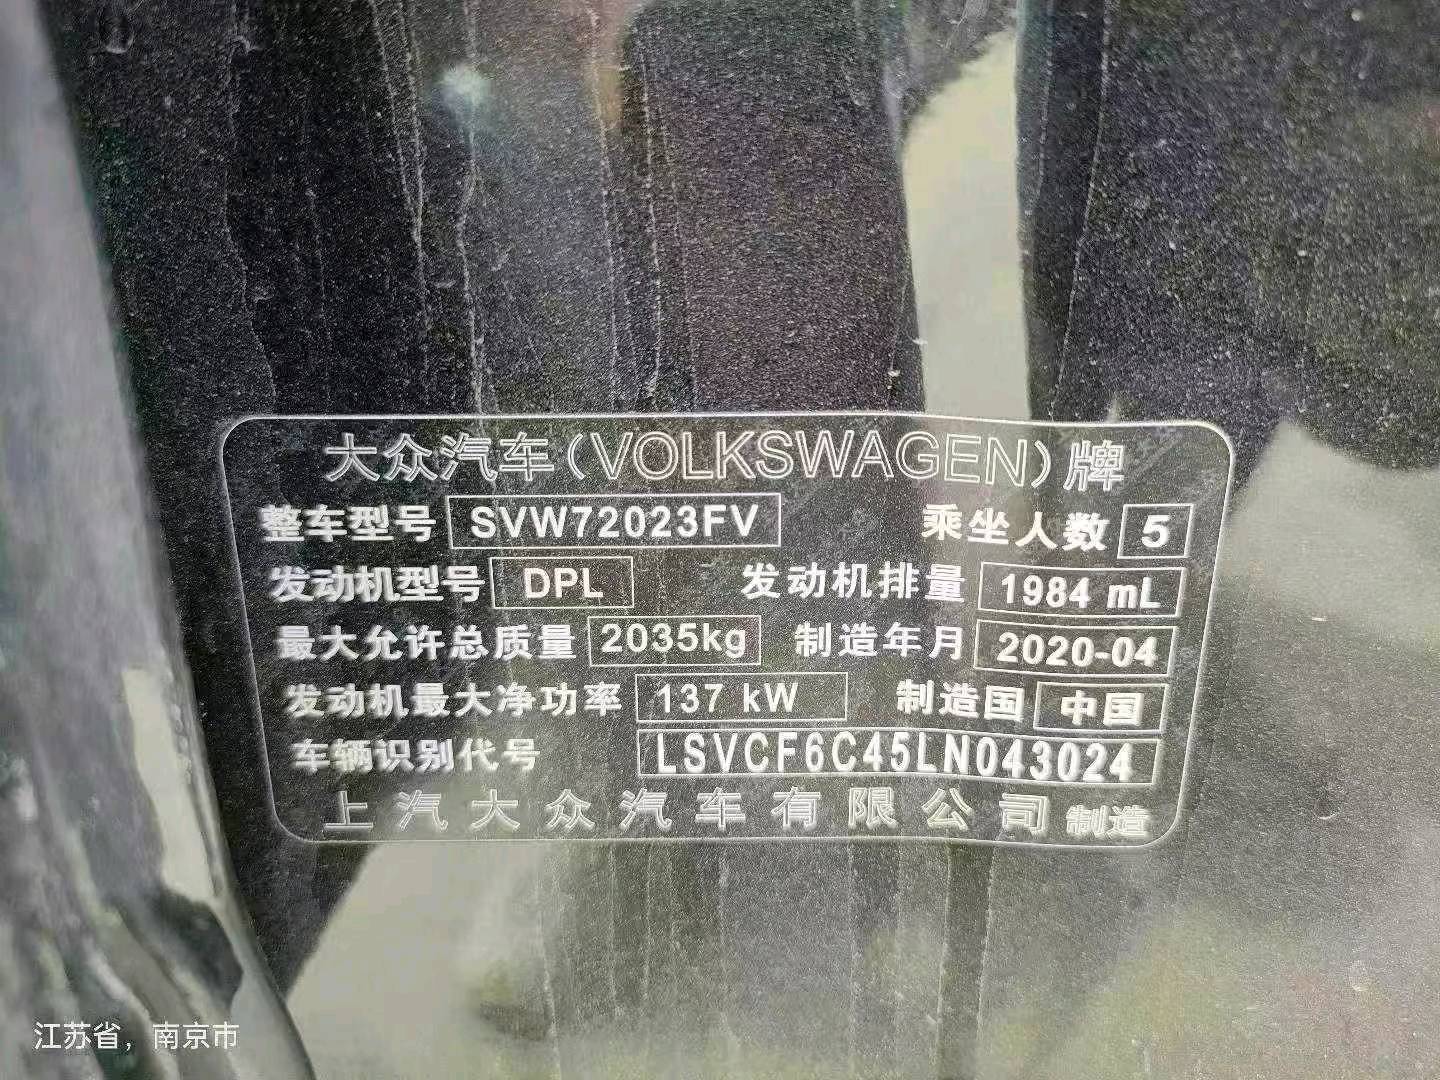 大众汽车(VOLKSWAGEN)牌
整车型号 SVW72023FV 乘坐人数 5
发动机型号 DPL 发动机排量 1984 mL
最大允许总质量 2035kg 制造年月 2020-04
发动机最大净功率 137 kW 制造国 中国
车辆识别代号 LSVCF6C45LN043024
上汽大众汽车有限公司 制造
江苏省，南京市